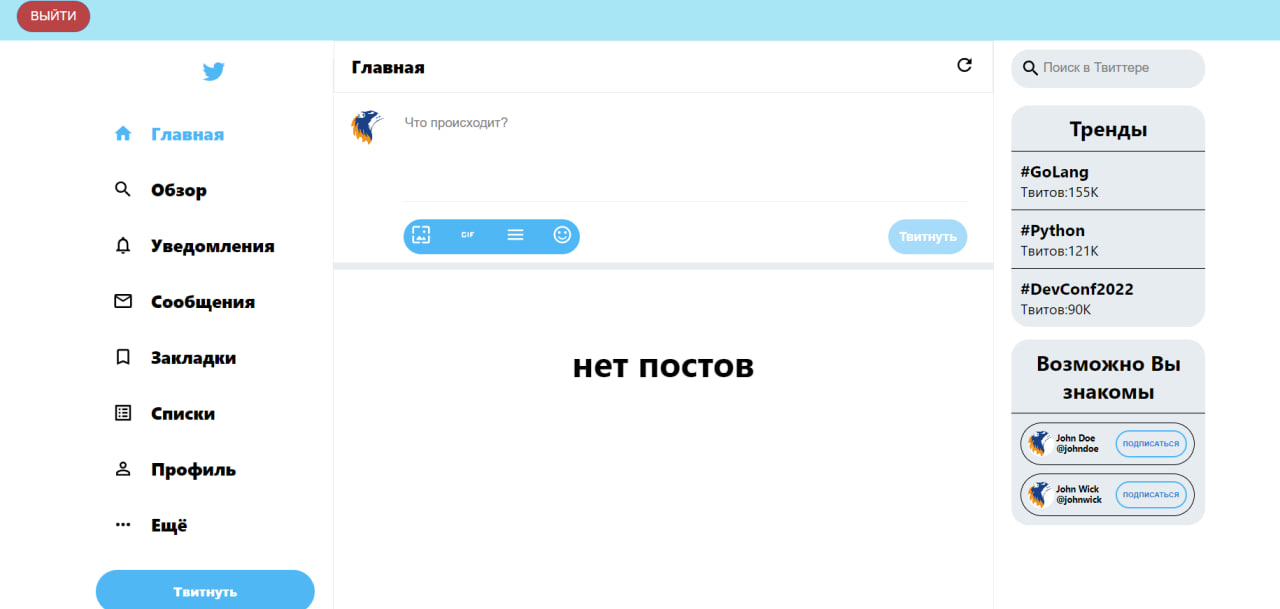 ВЫЙТИ
Главная
Обзор
Уведомления
Сообщения
Закладки
Списки
Профиль
Ещё
Твитнуть
Главная
Что происходит?
GIF
Твитнуть
нет постов
Поиск в Твиттере
Тренды
#GoLang
Твитов:155K
#Python
Твитов:121K
#DevConf2022
Твитов:90K
Возможно Вы
знакомы
John Doe
@johndoe
ПОДПИСАТЬСЯ
John Wick
@johnwick
ПОДПИСАТЬСЯ